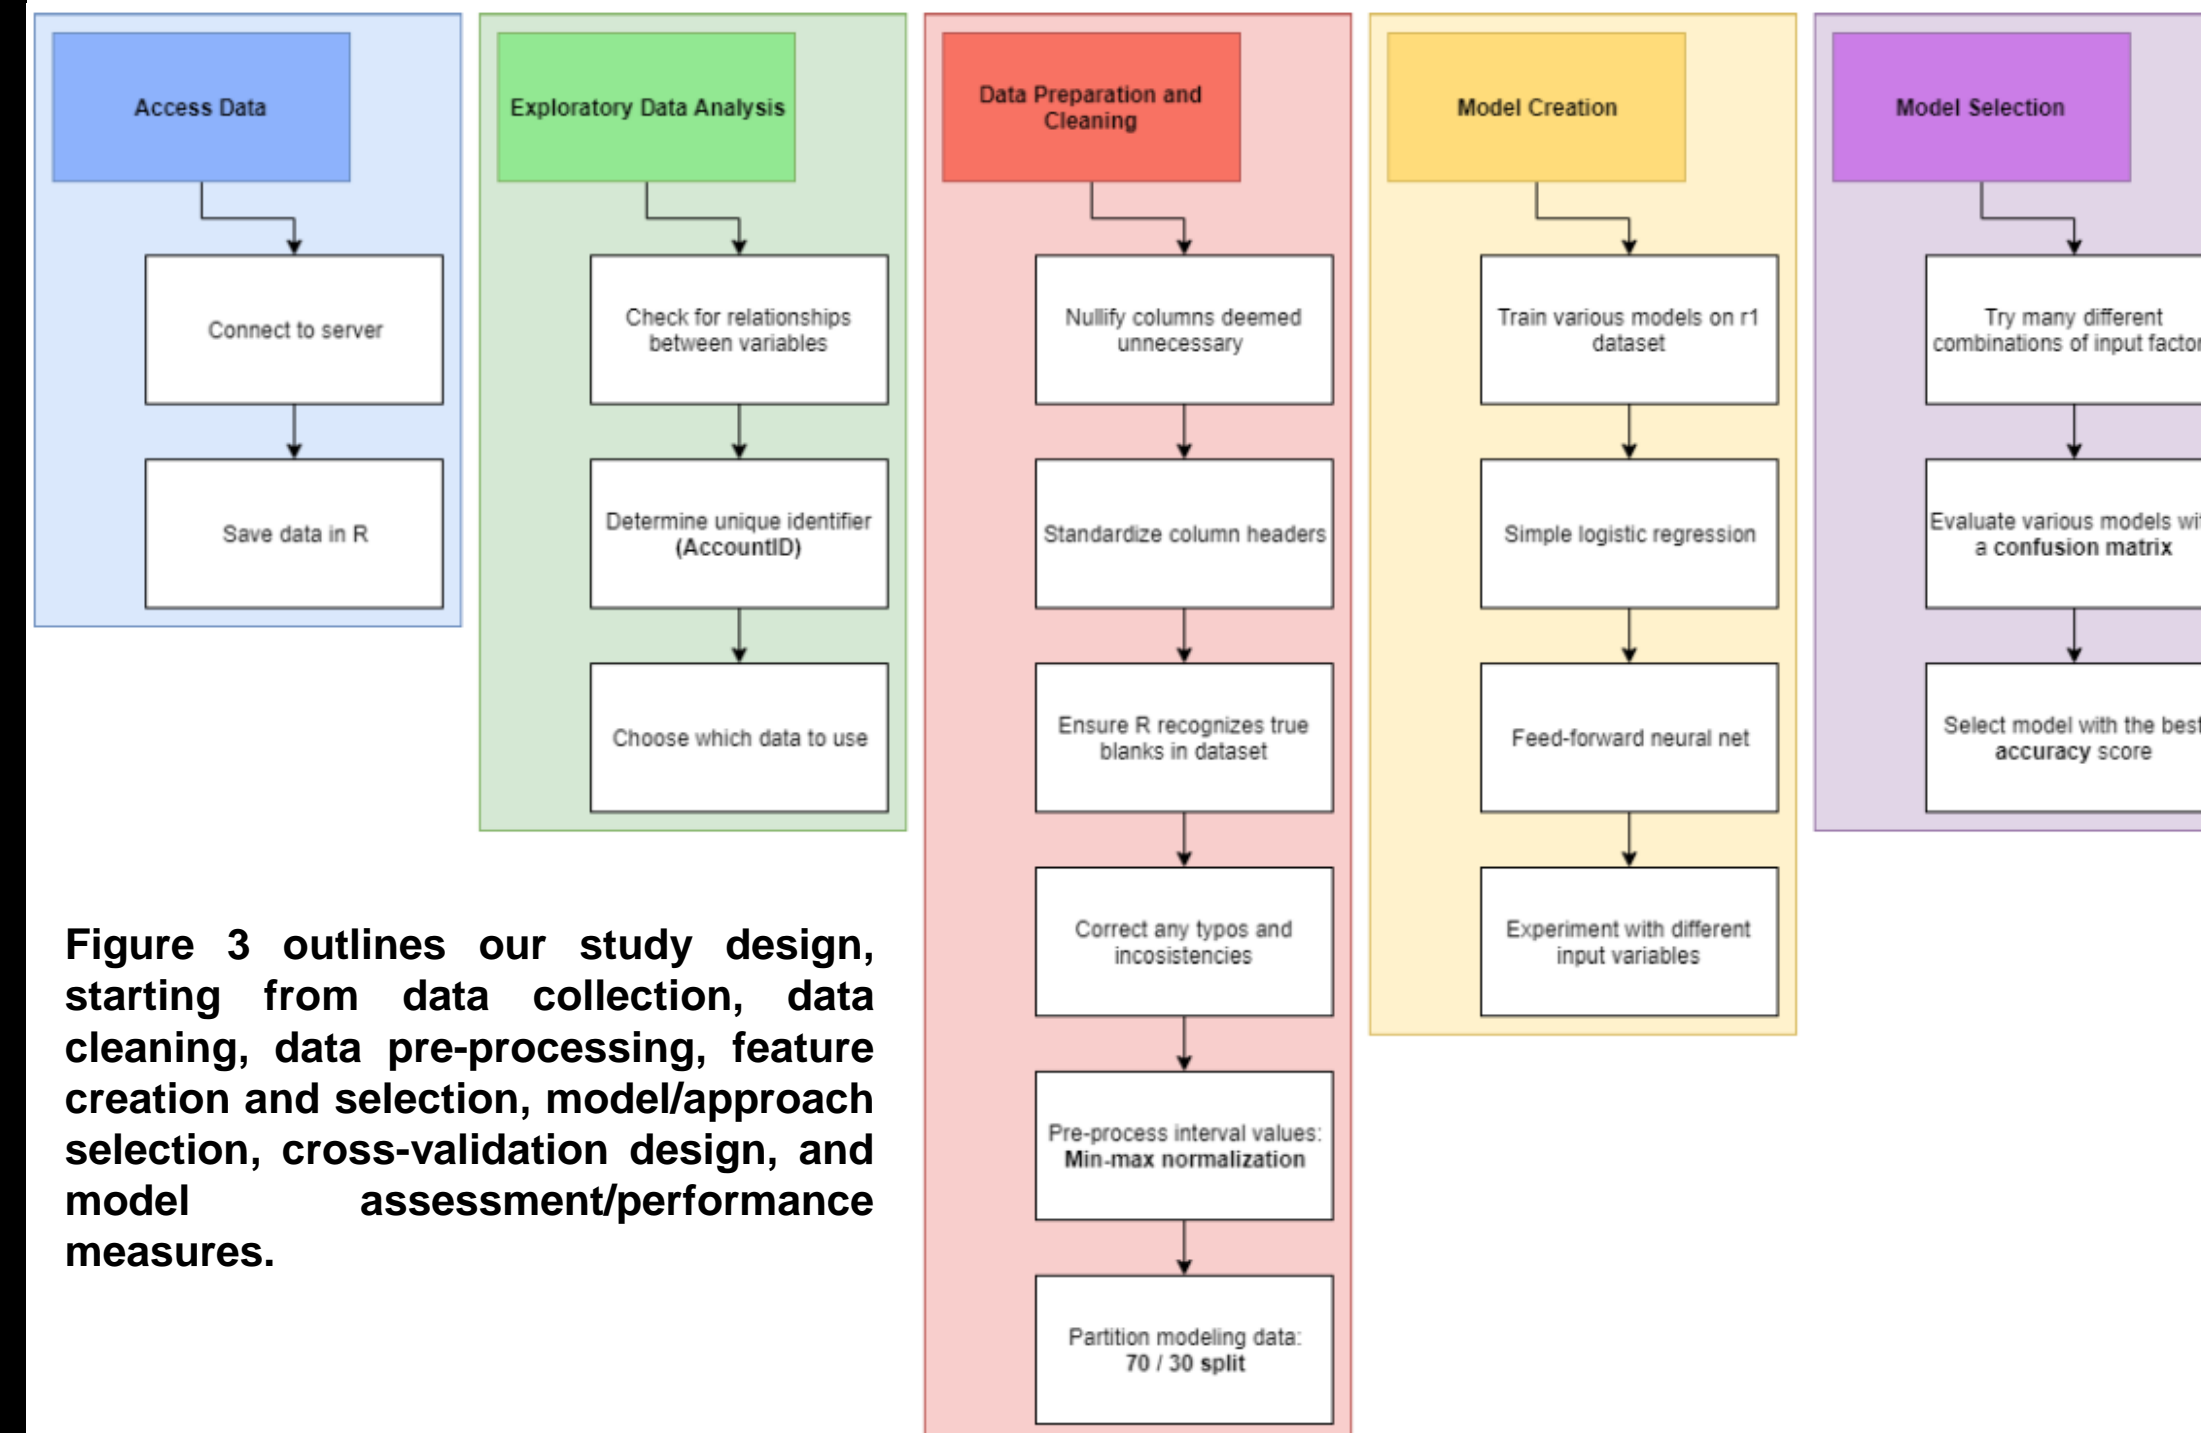 Access Data
Connect to server
Save data in R
Exploratory Data Analysis
Check for relationships
between variables
Determine unique identifier
(AccountID)
Choose which data to use
Data Preparation and
Cleaning
Nullify columns deemed
unnecessary
Standardize column headers
Ensure R recognizes true
blanks in dataset
Correct any typos and
incosistencies
Pre-process interval values:
Min-max normalization
Partition modeling data:
70 / 30 split
Model Creation
Train various models on r1
dataset
Simple logistic regression
Feed-forward neural net
Experiment with different
input variables
Model Selection
Try many different
combinations of input
Evaluate various models
a confusion matrix
Select model with the best
accuracy score
Figure 3 outlines our study design,
starting from data collection, data
cleaning, data pre-processing, feature
creation and selection, model/approach
selection, cross-validation design, and
model assessment/performance
measures.